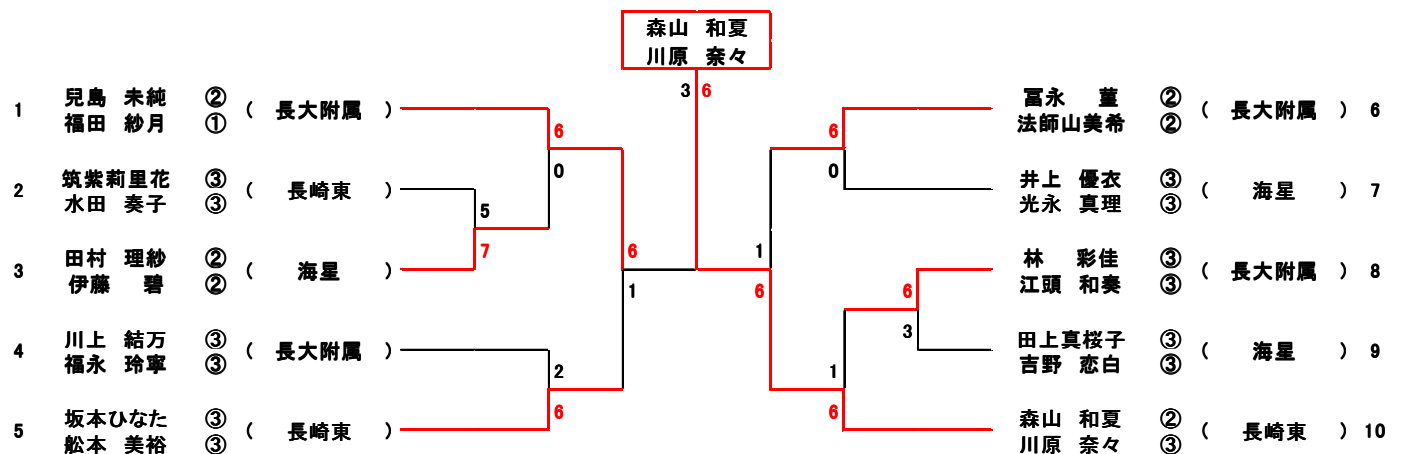 森山 和夏
川原 奈々
3 6
1 兒島 未純 ② ( 長大附属 )
福田 紗月 ①
6
0
2 筑紫莉里花 ③ ( 長崎東 )
水田 奏子 ③
5
7
3 田村 理紗 ② ( 海星 )
伊藤 碧 ②
6
1
4 川上 結万 ③ ( 長大附属 )
福永 玲寧 ③
2
6
5 坂本ひなた ③ ( 長崎東 )
舩本 美裕 ③
冨永 菫 ② ( 長大附属 ) 6
法師山美希 ②
6
0
井上 優衣 ③ ( 海星 ) 7
光永 真理 ③
1
6
林 彩佳 ③ ( 長大附属 ) 8
江頭 和奏 ③
6
3
田上真桜子 ③ ( 海星 ) 9
吉野 恋白 ③
1
6
森山 和夏 ② ( 長崎東 ) 10
川原 奈々 ③